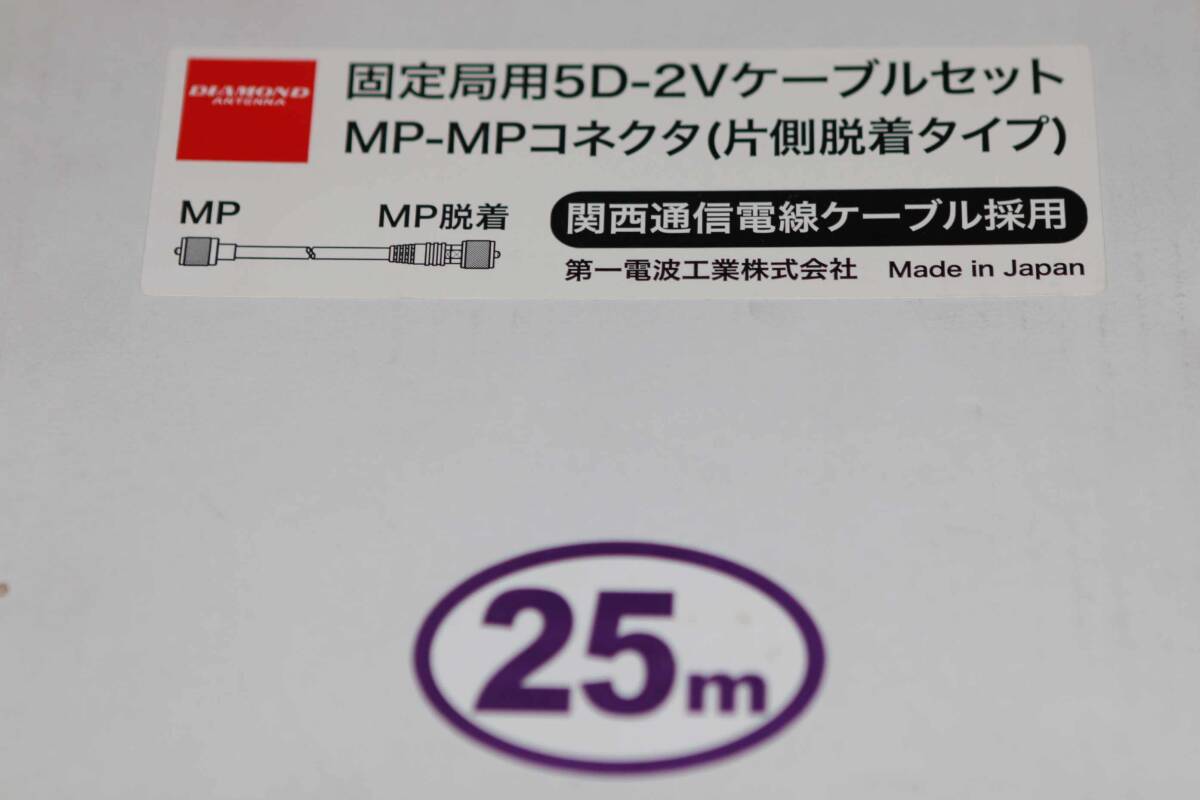 DIAMOND
ANTENNA
固定局用5D-2Vケーブルセット
MP-MPコネクタ(片側脱着タイプ)
MP
MP脱着
関西通信電線ケーブル採用
第一電波工業株式会社 Made in Japan
25m